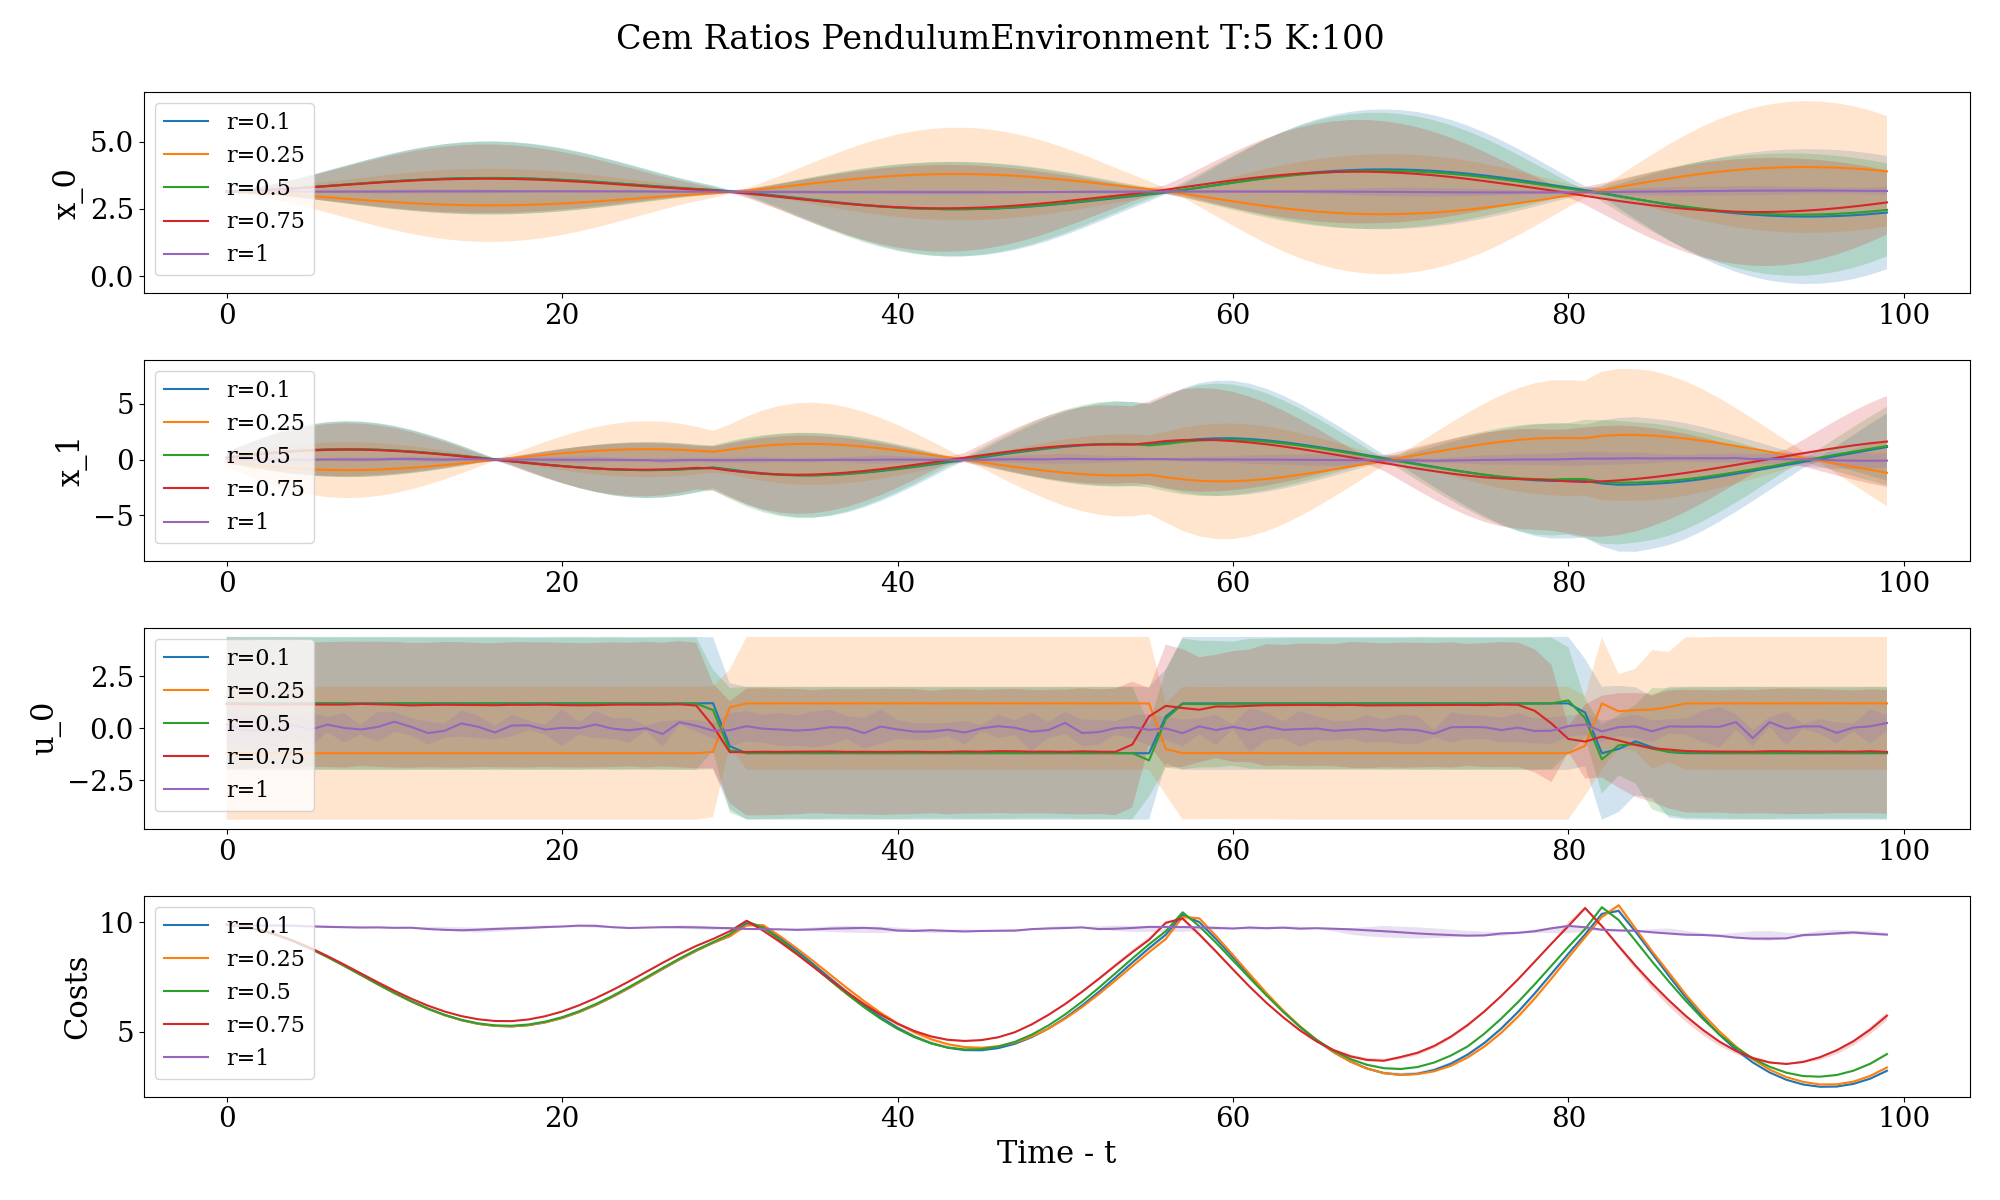 Cem Ratios PendulumEnvironment T:5 K:100
x_0
5.0
2.5
0.0
r=0.1
r=0.25
r=0.5
r=0.75
r=1
0 20 40 60 80 100
x_1
5
0
−5
r=0.1
r=0.25
r=0.5
r=0.75
r=1
0 20 40 60 80 100
u_0
2.5
0.0
−2.5
r=0.1
r=0.25
r=0.5
r=0.75
r=1
0 20 40 60 80 100
Costs
10
5
r=0.1
r=0.25
r=0.5
r=0.75
r=1
0 20 40 60 80 100
Time - t